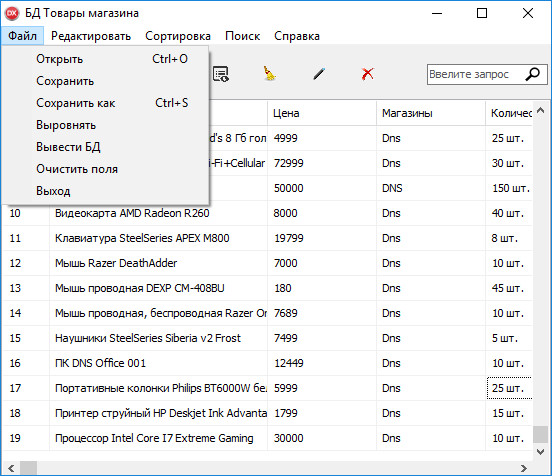 DX БД Товары магазина
Файл Редактировать Сортировка Поиск Справка
Открыть Ctrl+O
Сохранить
Сохранить как Ctrl+S
Выровнять
Вывести БД
Очистить поля
Выход
Введите запрос
Цена Магазины Количес
d's 8 Гб гол 4999 Dns 25 шт.
i-Fi+Cellular 72999 Dns 30 шт.
50000 DNS 150 шт.
10 Видеокарта AMD Radeon R260 8000 Dns 40 шт.
11 Клавиатура SteelSeries APEX M800 19799 Dns 8 шт.
12 Мышь Razer DeathAdder 7000 Dns 10 шт.
13 Мышь проводная DEXP CM-408BU 180 Dns 45 шт.
14 Мышь проводная, беспроводная Razer Or 7689 Dns 10 шт.
15 Наушники SteelSeries Siberia v2 Frost 7499 Dns 5 шт.
16 ПК DNS Office 001 12449 Dns 10 шт.
17 Портативные колонки Philips BT6000W бе 5999 Dns 25 шт.
18 Принтер струйный HP Deskjet Ink Advanta 1799 Dns 15 шт.
19 Процессор Intel Core I7 Extreme Gaming 30000 Dns 10 шт.